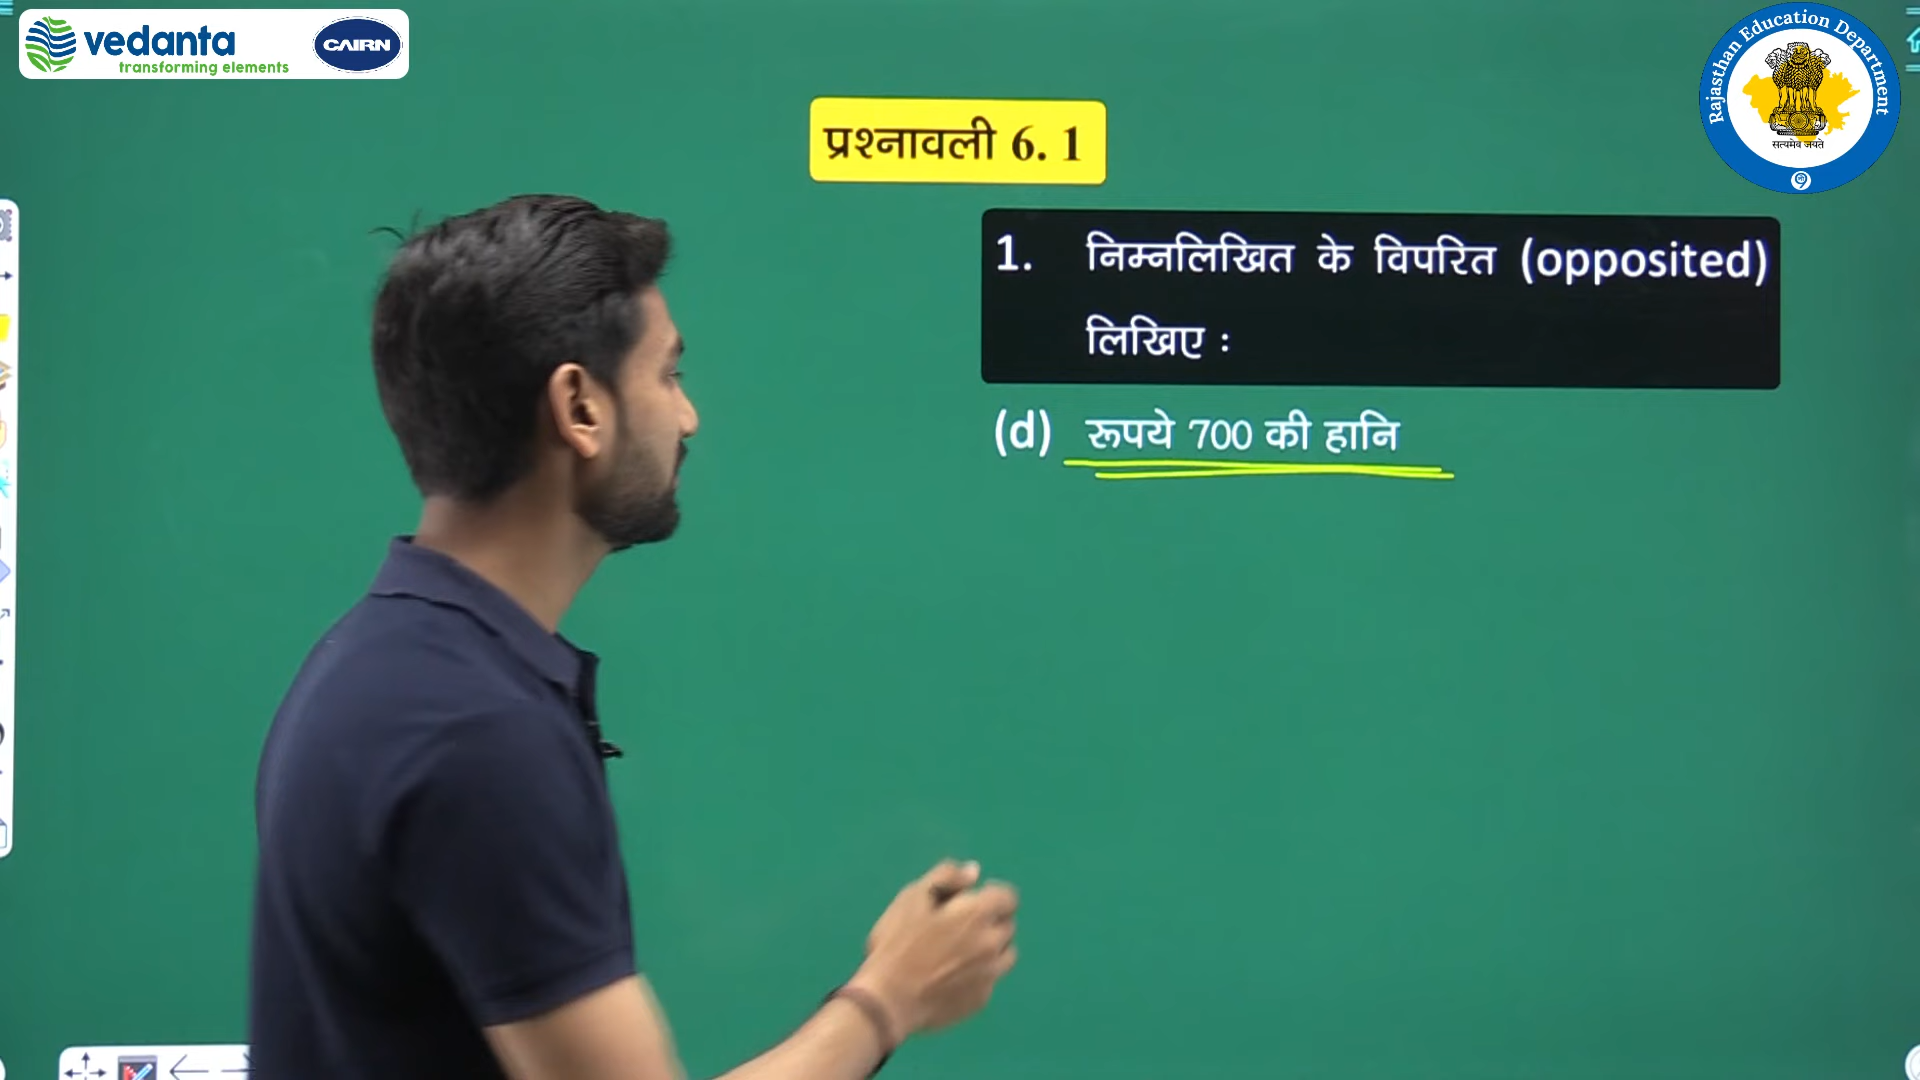 vedanta
transforming elements
CAIRN
Rajasthan Education Department
सत्यमेव जयते
प्रश्नावली 6. 1
1. निम्नलिखित के विपरित (opposited)
लिखिए :
(d) रूपये 700 की हानि